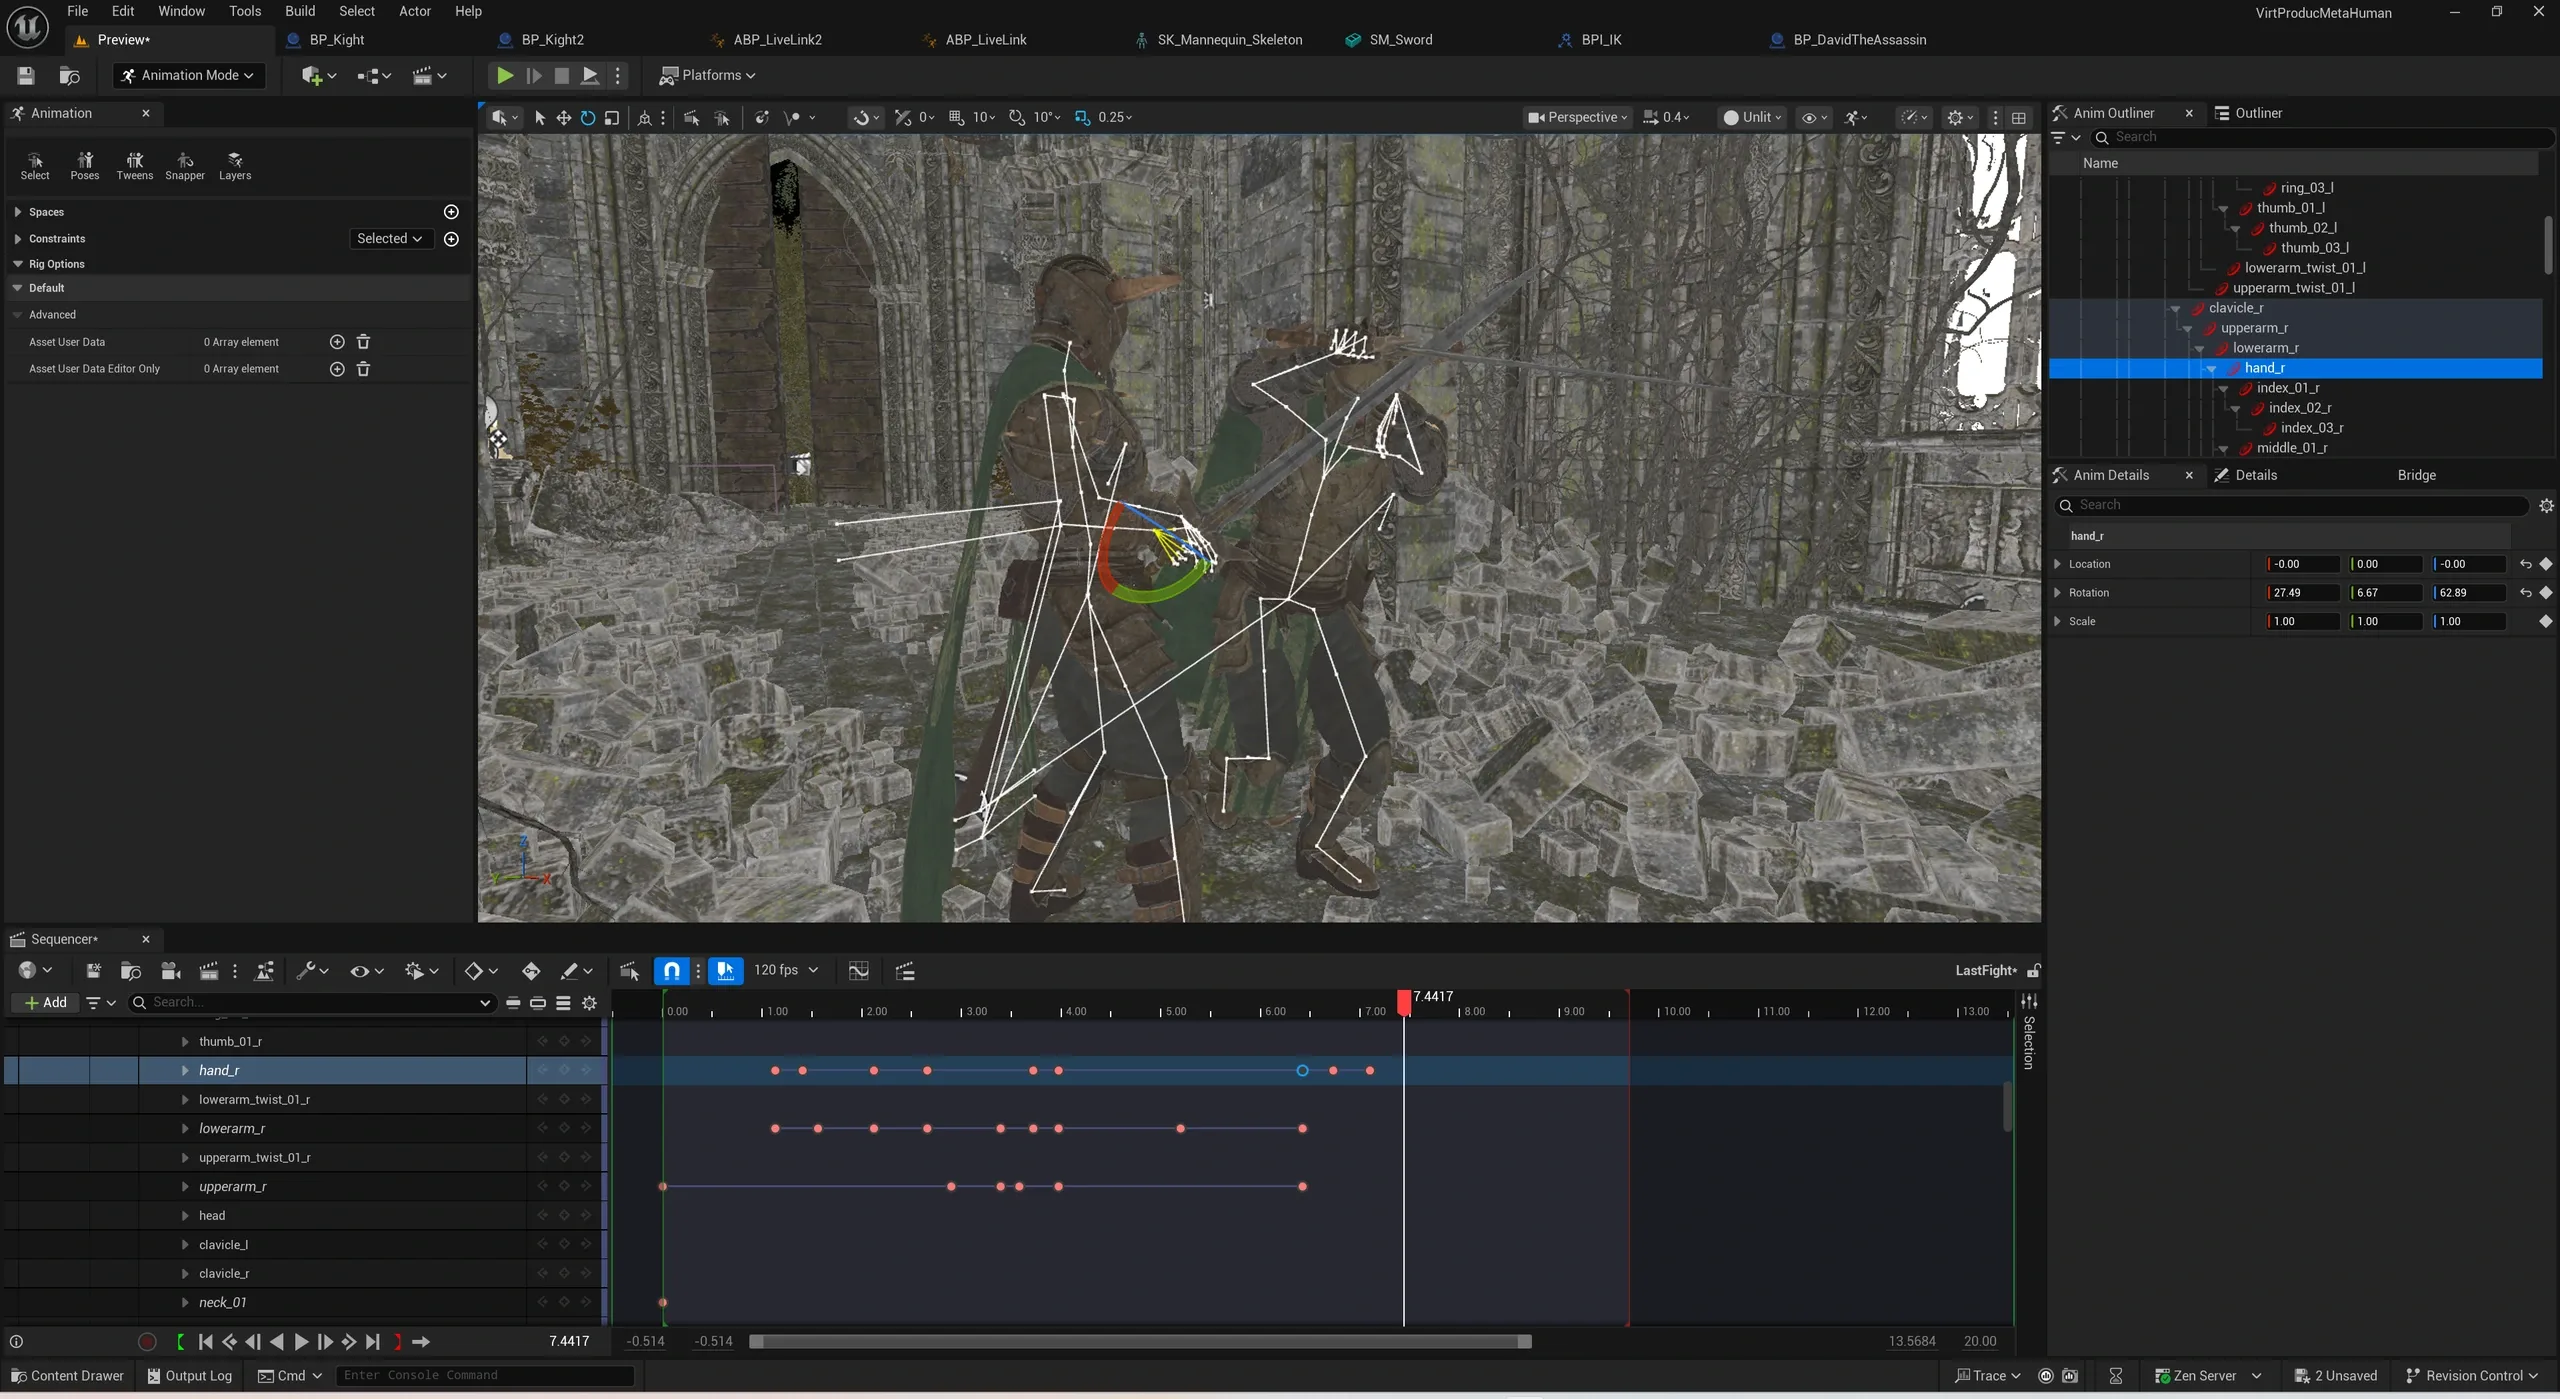 File Edit Window Tools Build Select Actor Help
VirtProducMetaHuman
Preview* BP_Kight BP_Kight2 ABP_LiveLink2 ABP_LiveLink SK_Mannequin_Skeleton SM_Sword BPI_IK BP_DavidTheAssassin
Animation Mode Platforms
Animation
Select Poses Tweens Snapper Layers
Spaces
Constraints Selected
Rig Options
Default
Advanced
Asset User Data 0 Array element
Asset User Data Editor Only 0 Array element
0 10 10° 0.25 Perspective 0.4 Unlit
Z
X
Anim Outliner Outliner
Search
Name
ring_03_l
thumb_01_l
thumb_02_l
thumb_03_l
lowerarm_twist_01_l
upperarm_twist_01_l
clavicle_r
upperarm_r
lowerarm_r
hand_r
index_01_r
index_02_r
index_03_r
middle_01_r
Anim Details Details Bridge
Search
hand_r
Location -0.00 0.00 -0.00
Rotation 27.49 6.67 62.89
Scale 1.00 1.00 1.00
Sequencer*
120 fps LastFight*
Add Search...
7.4417
0.00 1.00 2.00 3.00 4.00 5.00 6.00 7.00 8.00 9.00 10.00 11.00 12.00 13.00
Selection
thumb_01_r
hand_r
lowerarm_twist_01_r
lowerarm_r
upperarm_twist_01_r
upperarm_r
head
clavicle_l
clavicle_r
neck_01
7.4417 -0.514 -0.514 13.5684 20.00
Content Drawer Output Log Cmd Enter Console Command Trace Zen Server 2 Unsaved Revision Control